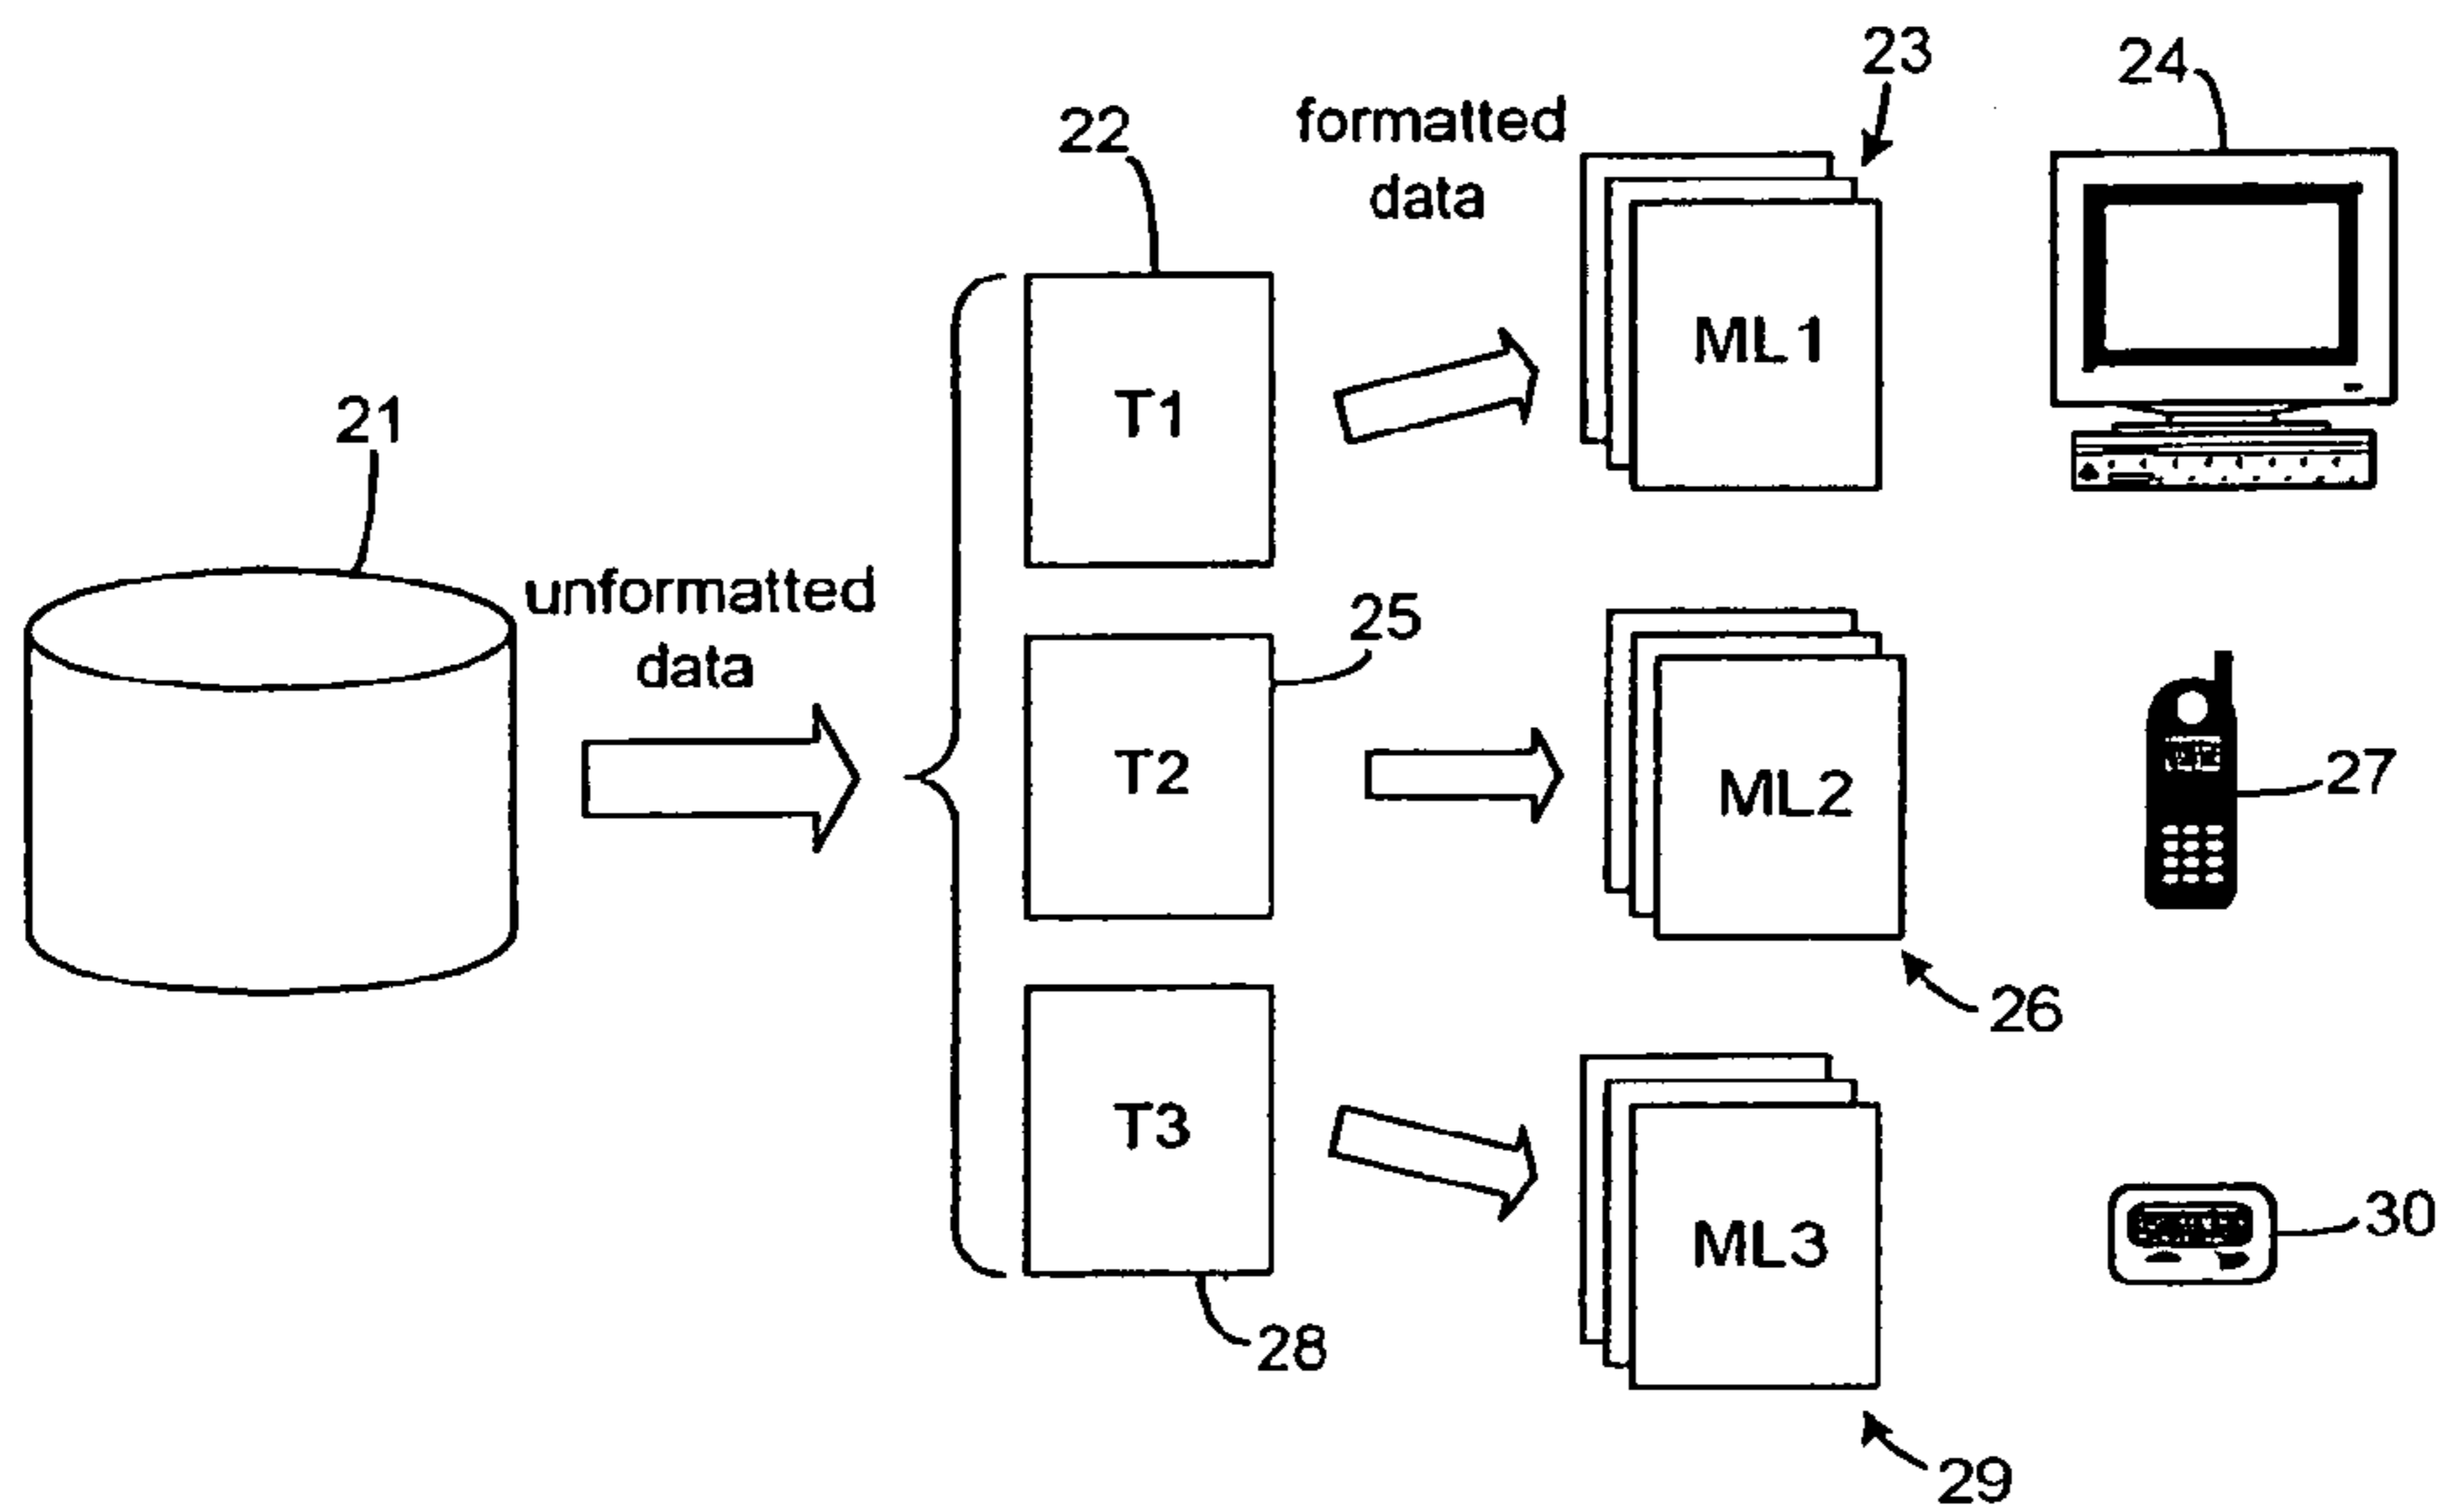 23
24
22
formatted
data
ML1
T1
21
unformatted
data
25
T2
ML2
27
26
T3
ML3
30
28
29